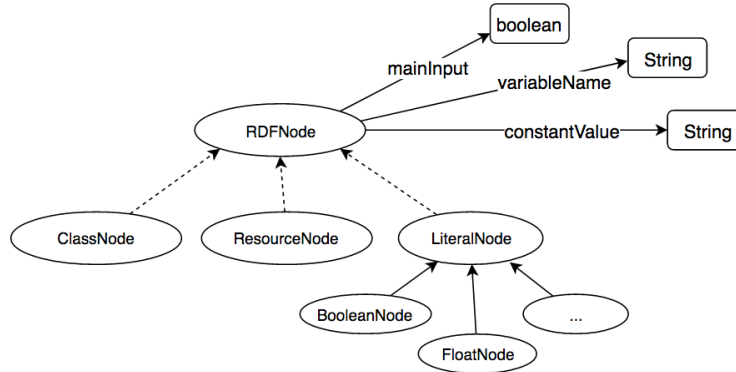 boolean
mainInput
String
variableName
RDFNode
constantValue
String
ClassNode
ResourceNode
LiteralNode
BooleanNode
...
FloatNode